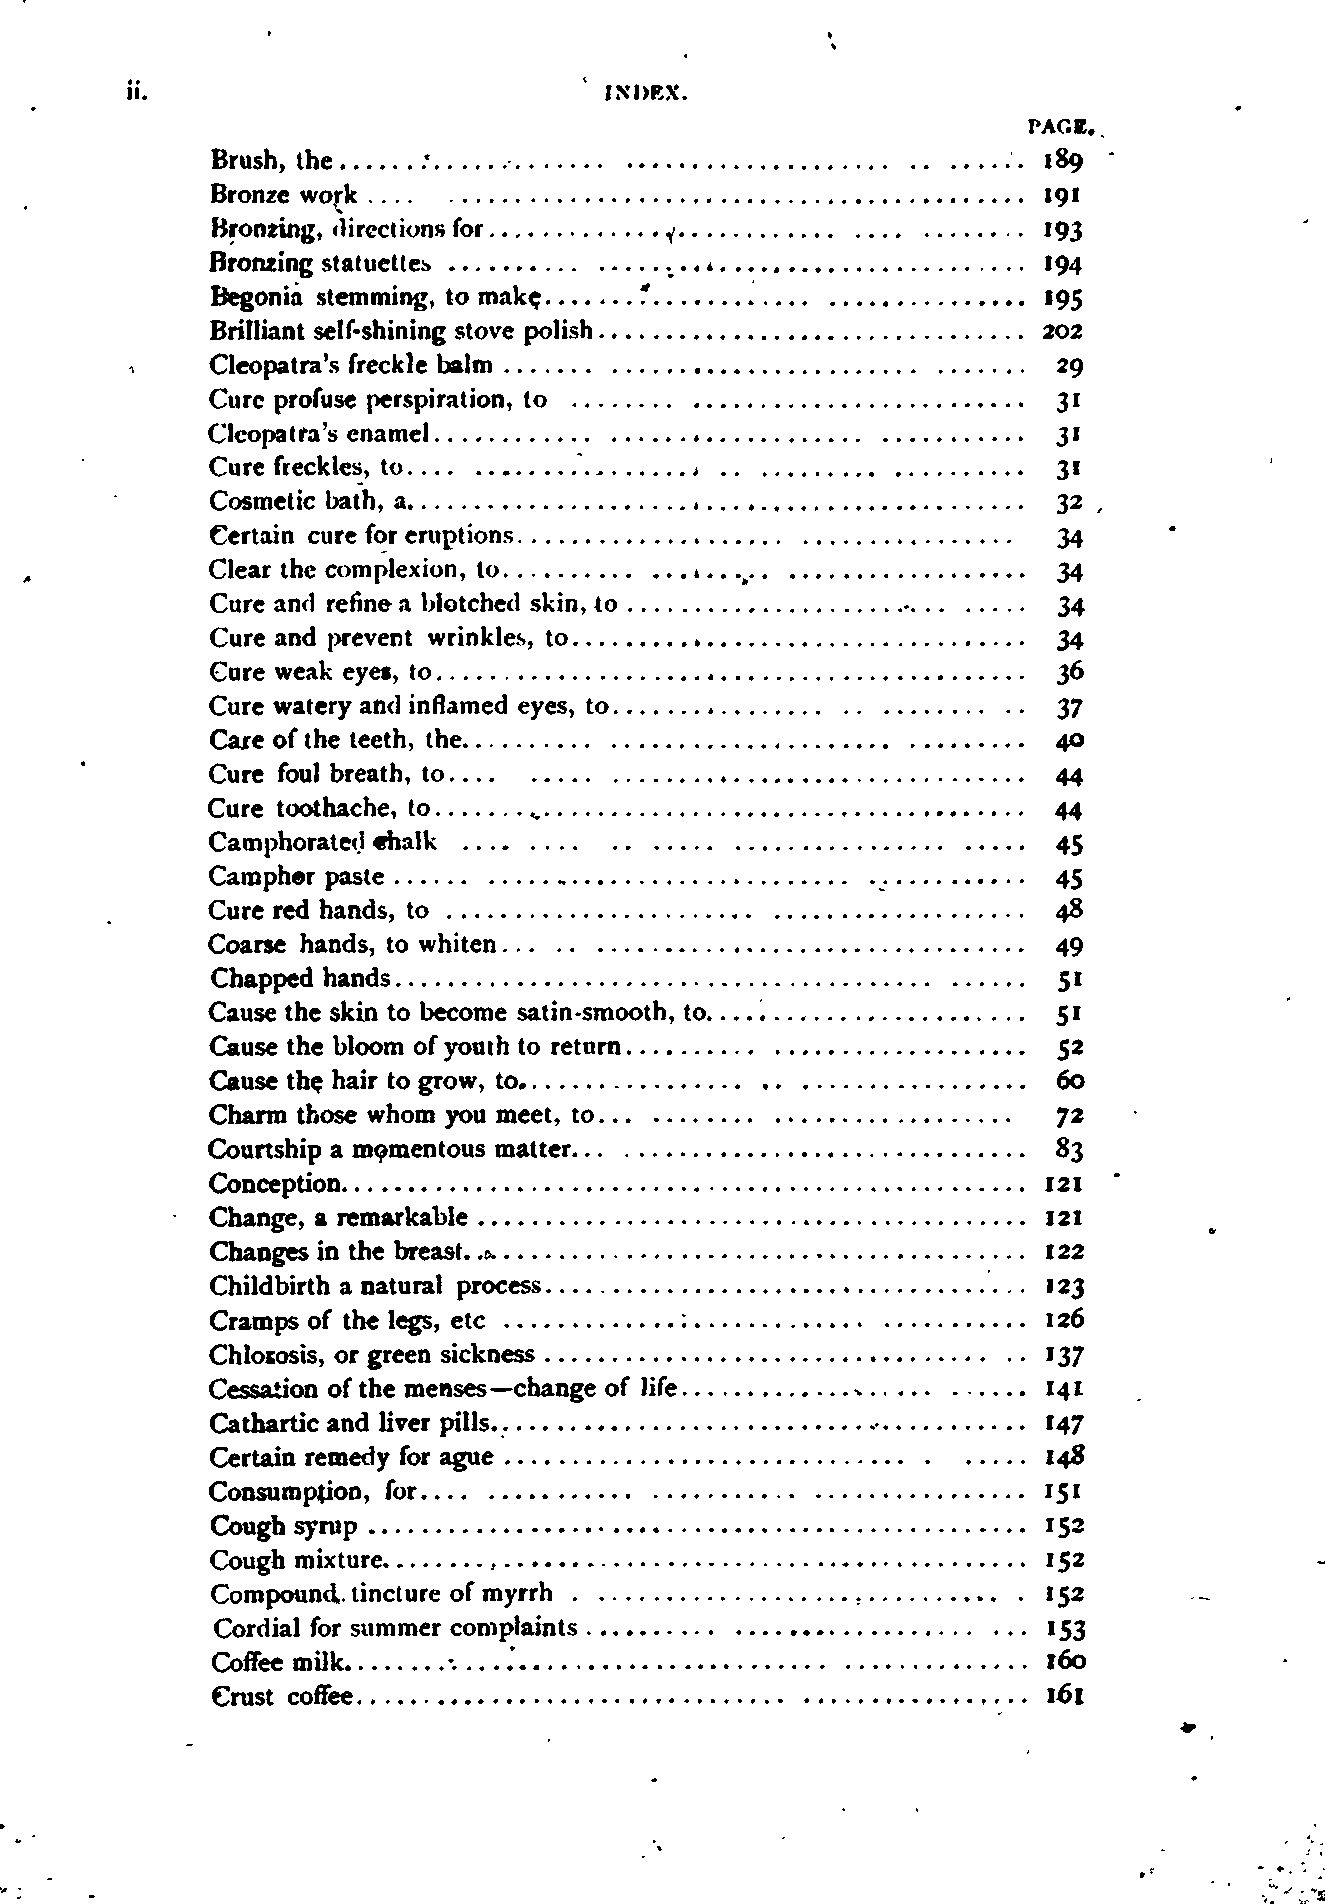 ii. INDEX.
PAGE.
Brush, the ........ 189
Bronze work ........ 191
Bronzing, directions for ........ 193
Bronzing statuettes ........ 194
Begonia stemming, to make ........ 195
Brilliant self-shining stove polish ........ 202
Cleopatra's freckle balm ........ 29
Cure profuse perspiration, to ........ 31
Cleopatra's enamel ........ 31
Cure freckles, to ........ 31
Cosmetic bath, a ........ 32
Certain cure for eruptions ........ 34
Clear the complexion, to ........ 34
Cure and refine a blotched skin, to ........ 34
Cure and prevent wrinkles, to ........ 34
Cure weak eyes, to ........ 36
Cure watery and inflamed eyes, to ........ 37
Care of the teeth, the ........ 40
Cure foul breath, to ........ 44
Cure toothache, to ........ 44
Camphorated chalk ........ 45
Camphor paste ........ 45
Cure red hands, to ........ 48
Coarse hands, to whiten ........ 49
Chapped hands ........ 51
Cause the skin to become satin-smooth, to ........ 51
Cause the bloom of youth to return ........ 52
Cause the hair to grow, to ........ 60
Charm those whom you meet, to ........ 72
Courtship a momentous matter ........ 83
Conception ........ 121
Change, a remarkable ........ 121
Changes in the breast ........ 122
Childbirth a natural process ........ 123
Cramps of the legs, etc ........ 126
Chlorosis, or green sickness ........ 137
Cessation of the menses—change of life ........ 141
Cathartic and liver pills ........ 147
Certain remedy for ague ........ 148
Consumption, for ........ 151
Cough syrup ........ 152
Cough mixture ........ 152
Compound tincture of myrrh ........ 152
Cordial for summer complaints ........ 153
Coffee milk ........ 160
Crust coffee ........ 161